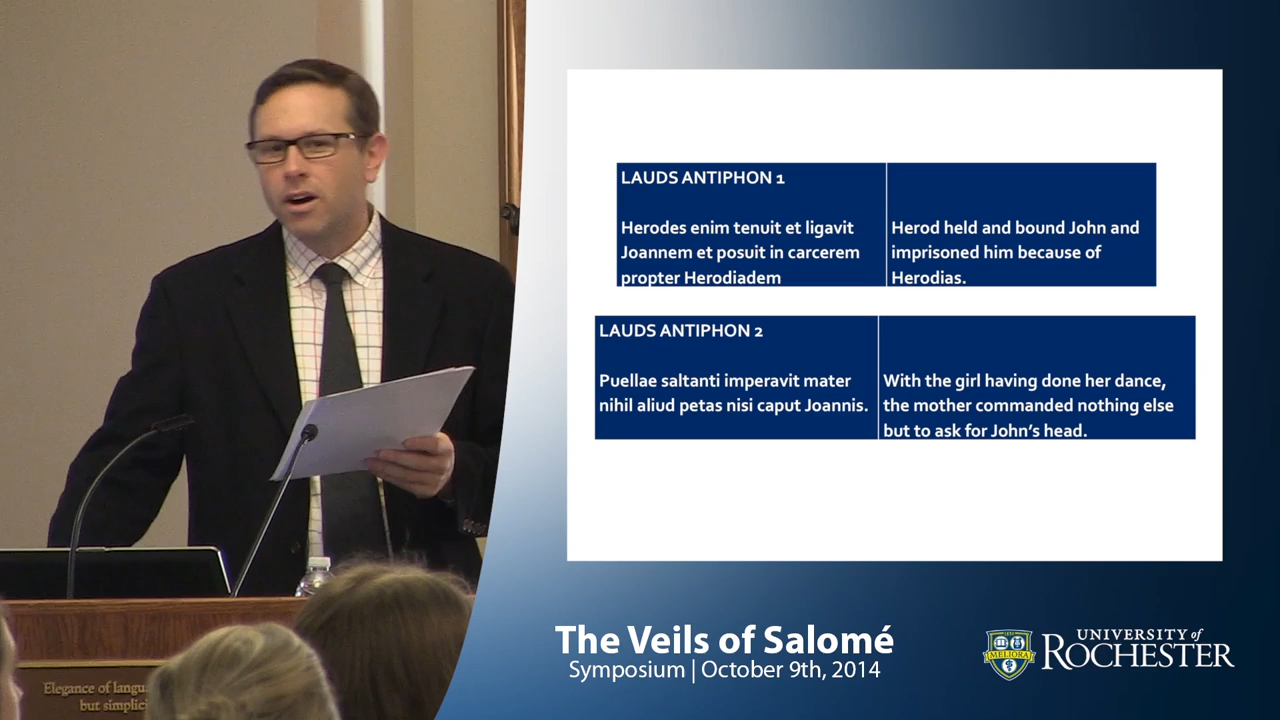 LAUDS ANTIPHON 1
Herodes enim tenuit et ligavit
Joannem et posuit in carcerem
propter Herodiadem
Herod held and bound John and
imprisoned him because of
Herodias.
LAUDS ANTIPHON 2
Puellae saltanti imperavit mater
nihil aliud petas nisi caput Joannis.
With the girl having done her dance,
the mother commanded nothing else
but to ask for John's head.
The Veils of Salomé
Symposium | October 9th, 2014
MELIORA
UNIVERSITY of
ROCHESTER
Elegance of langu
but simplici